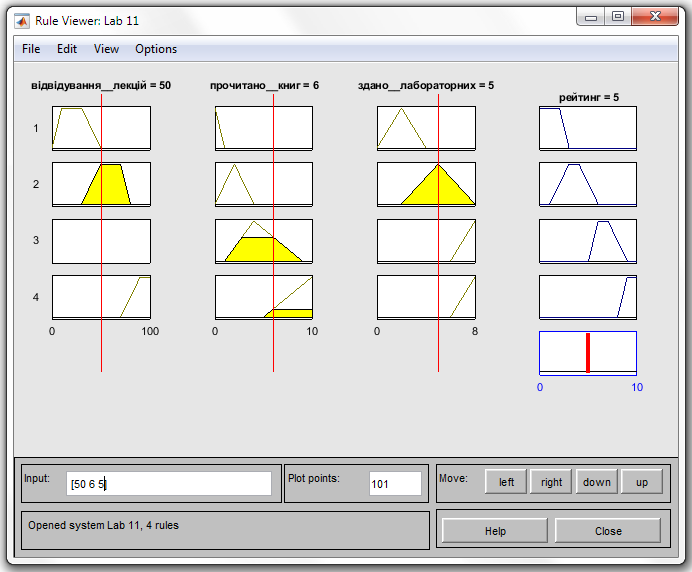 Rule Viewer: Lab 11
File Edit View Options
відвідування__лекцій = 50 прочитано__книг = 6 здано__лабораторних = 5 рейтинг = 5
1
2
3
4
0 100 0 10 0 8
0 10
Input: [50 6 5] Plot points: 101 Move: left right down up
Opened system Lab 11, 4 rules Help Close